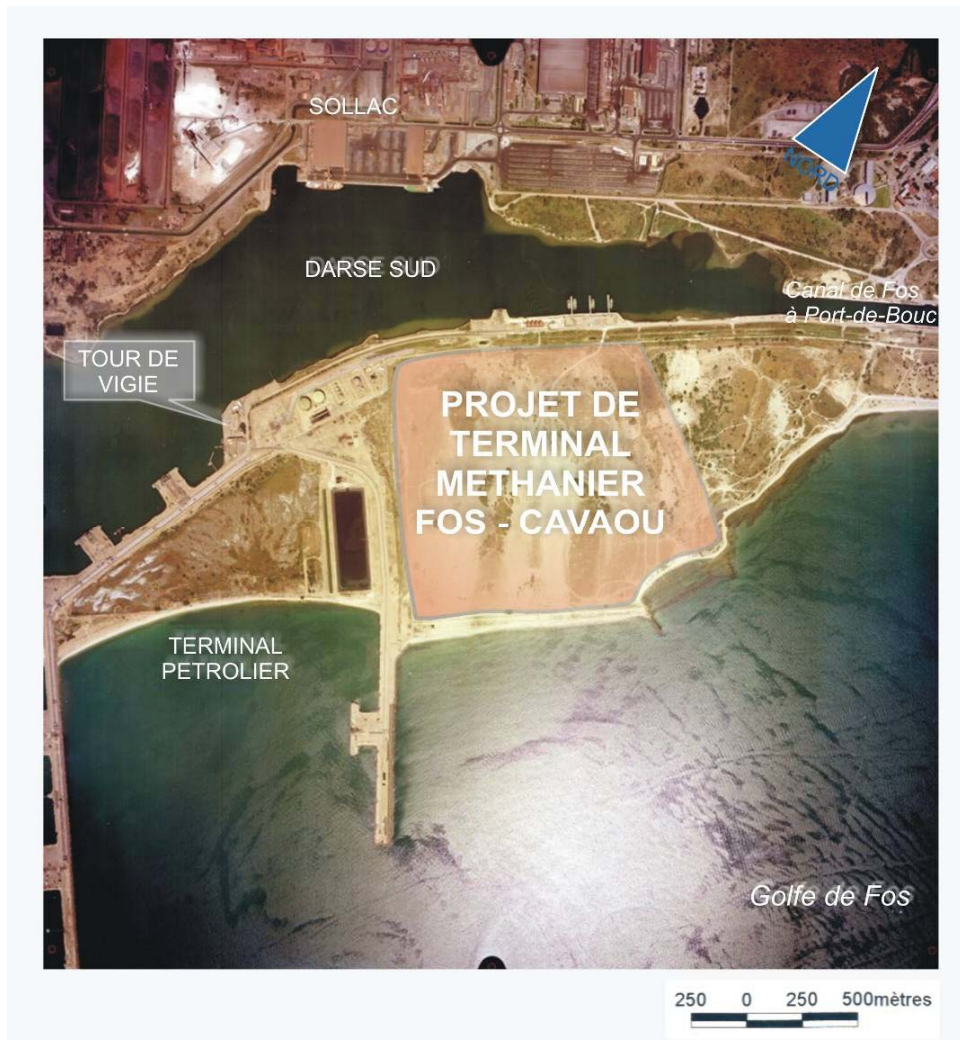 SOLLAC
NORD
DARSE SUD
Canal de Fos
à Port-de-Bouc
TOUR DE
VIGIE
PROJET DE
TERMINAL
METHANIER
FOS - CAVAOU
TERMINAL
PETROLIER
Golfe de Fos
250 0 250 500mètres